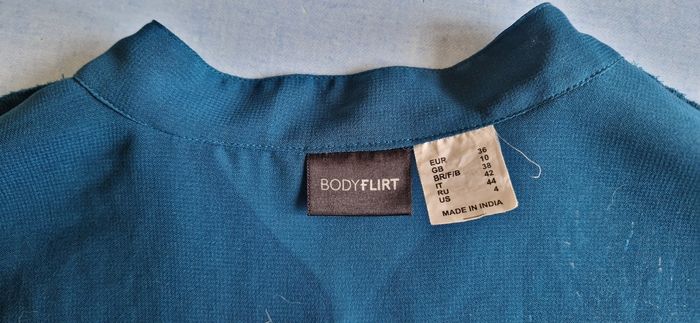 BODYFLIRT
EUR 36
GB 10
BR/F/B 38
IT 42
RU 44
US 4
MADE IN INDIA